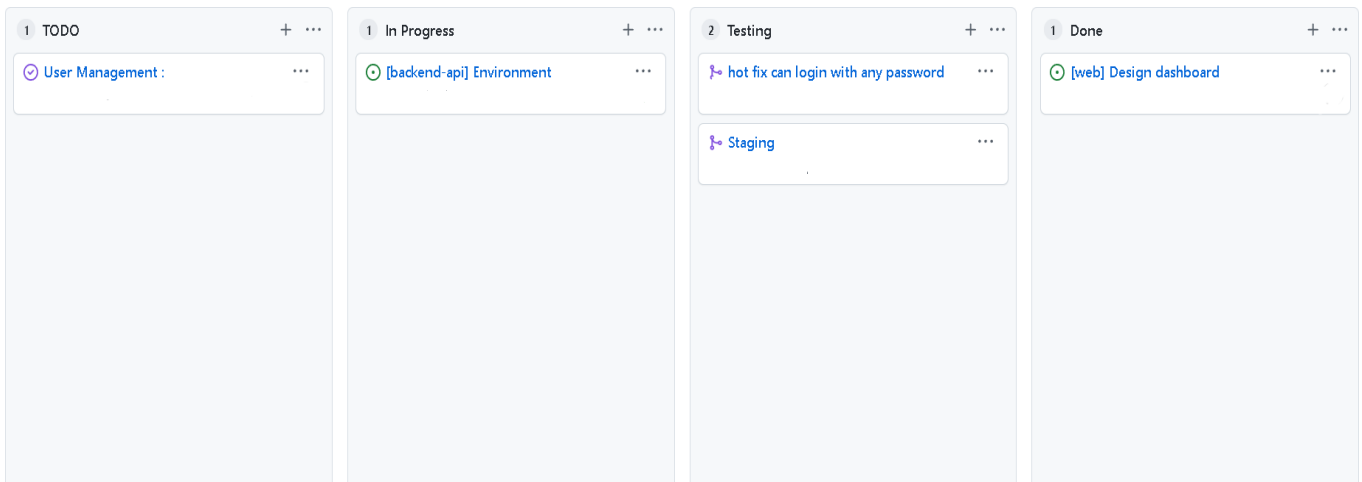 1 TODO
User Management :
1 In Progress
[backend-api] Environment
2 Testing
hot fix can login with any password
Staging
1 Done
[web] Design dashboard